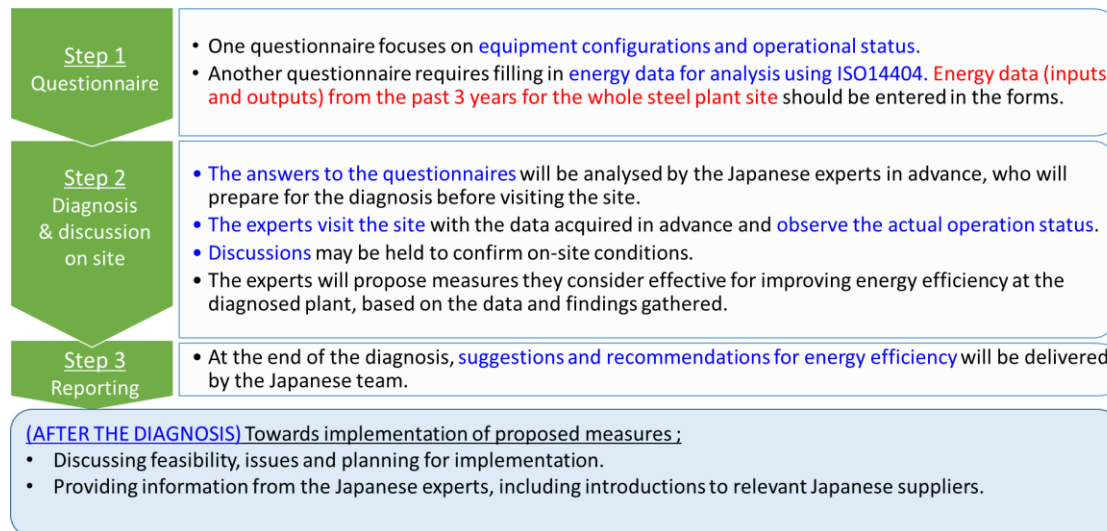 Step 1
Questionnaire
• One questionnaire focuses on equipment configurations and operational status.
• Another questionnaire requires filling in energy data for analysis using ISO14404. Energy data (inputs
and outputs) from the past 3 years for the whole steel plant site should be entered in the forms.
Step 2
Diagnosis
& discussion
on site
• The answers to the questionnaires will be analysed by the Japanese experts in advance, who will
prepare for the diagnosis before visiting the site.
• The experts visit the site with the data acquired in advance and observe the actual operation status.
• Discussions may be held to confirm on-site conditions.
• The experts will propose measures they consider effective for improving energy efficiency at the
diagnosed plant, based on the data and findings gathered.
Step 3
Reporting
• At the end of the diagnosis, suggestions and recommendations for energy efficiency will be delivered
by the Japanese team.
(AFTER THE DIAGNOSIS) Towards implementation of proposed measures ;
• Discussing feasibility, issues and planning for implementation.
• Providing information from the Japanese experts, including introductions to relevant Japanese suppliers.